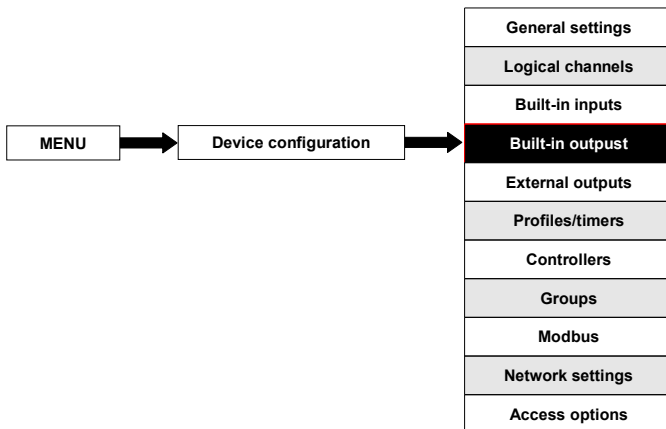 MENU
Device configuration
General settings
Logical channels
Built-in inputs
Built-in outpust
External outputs
Profiles/timers
Controllers
Groups
Modbus
Network settings
Access options